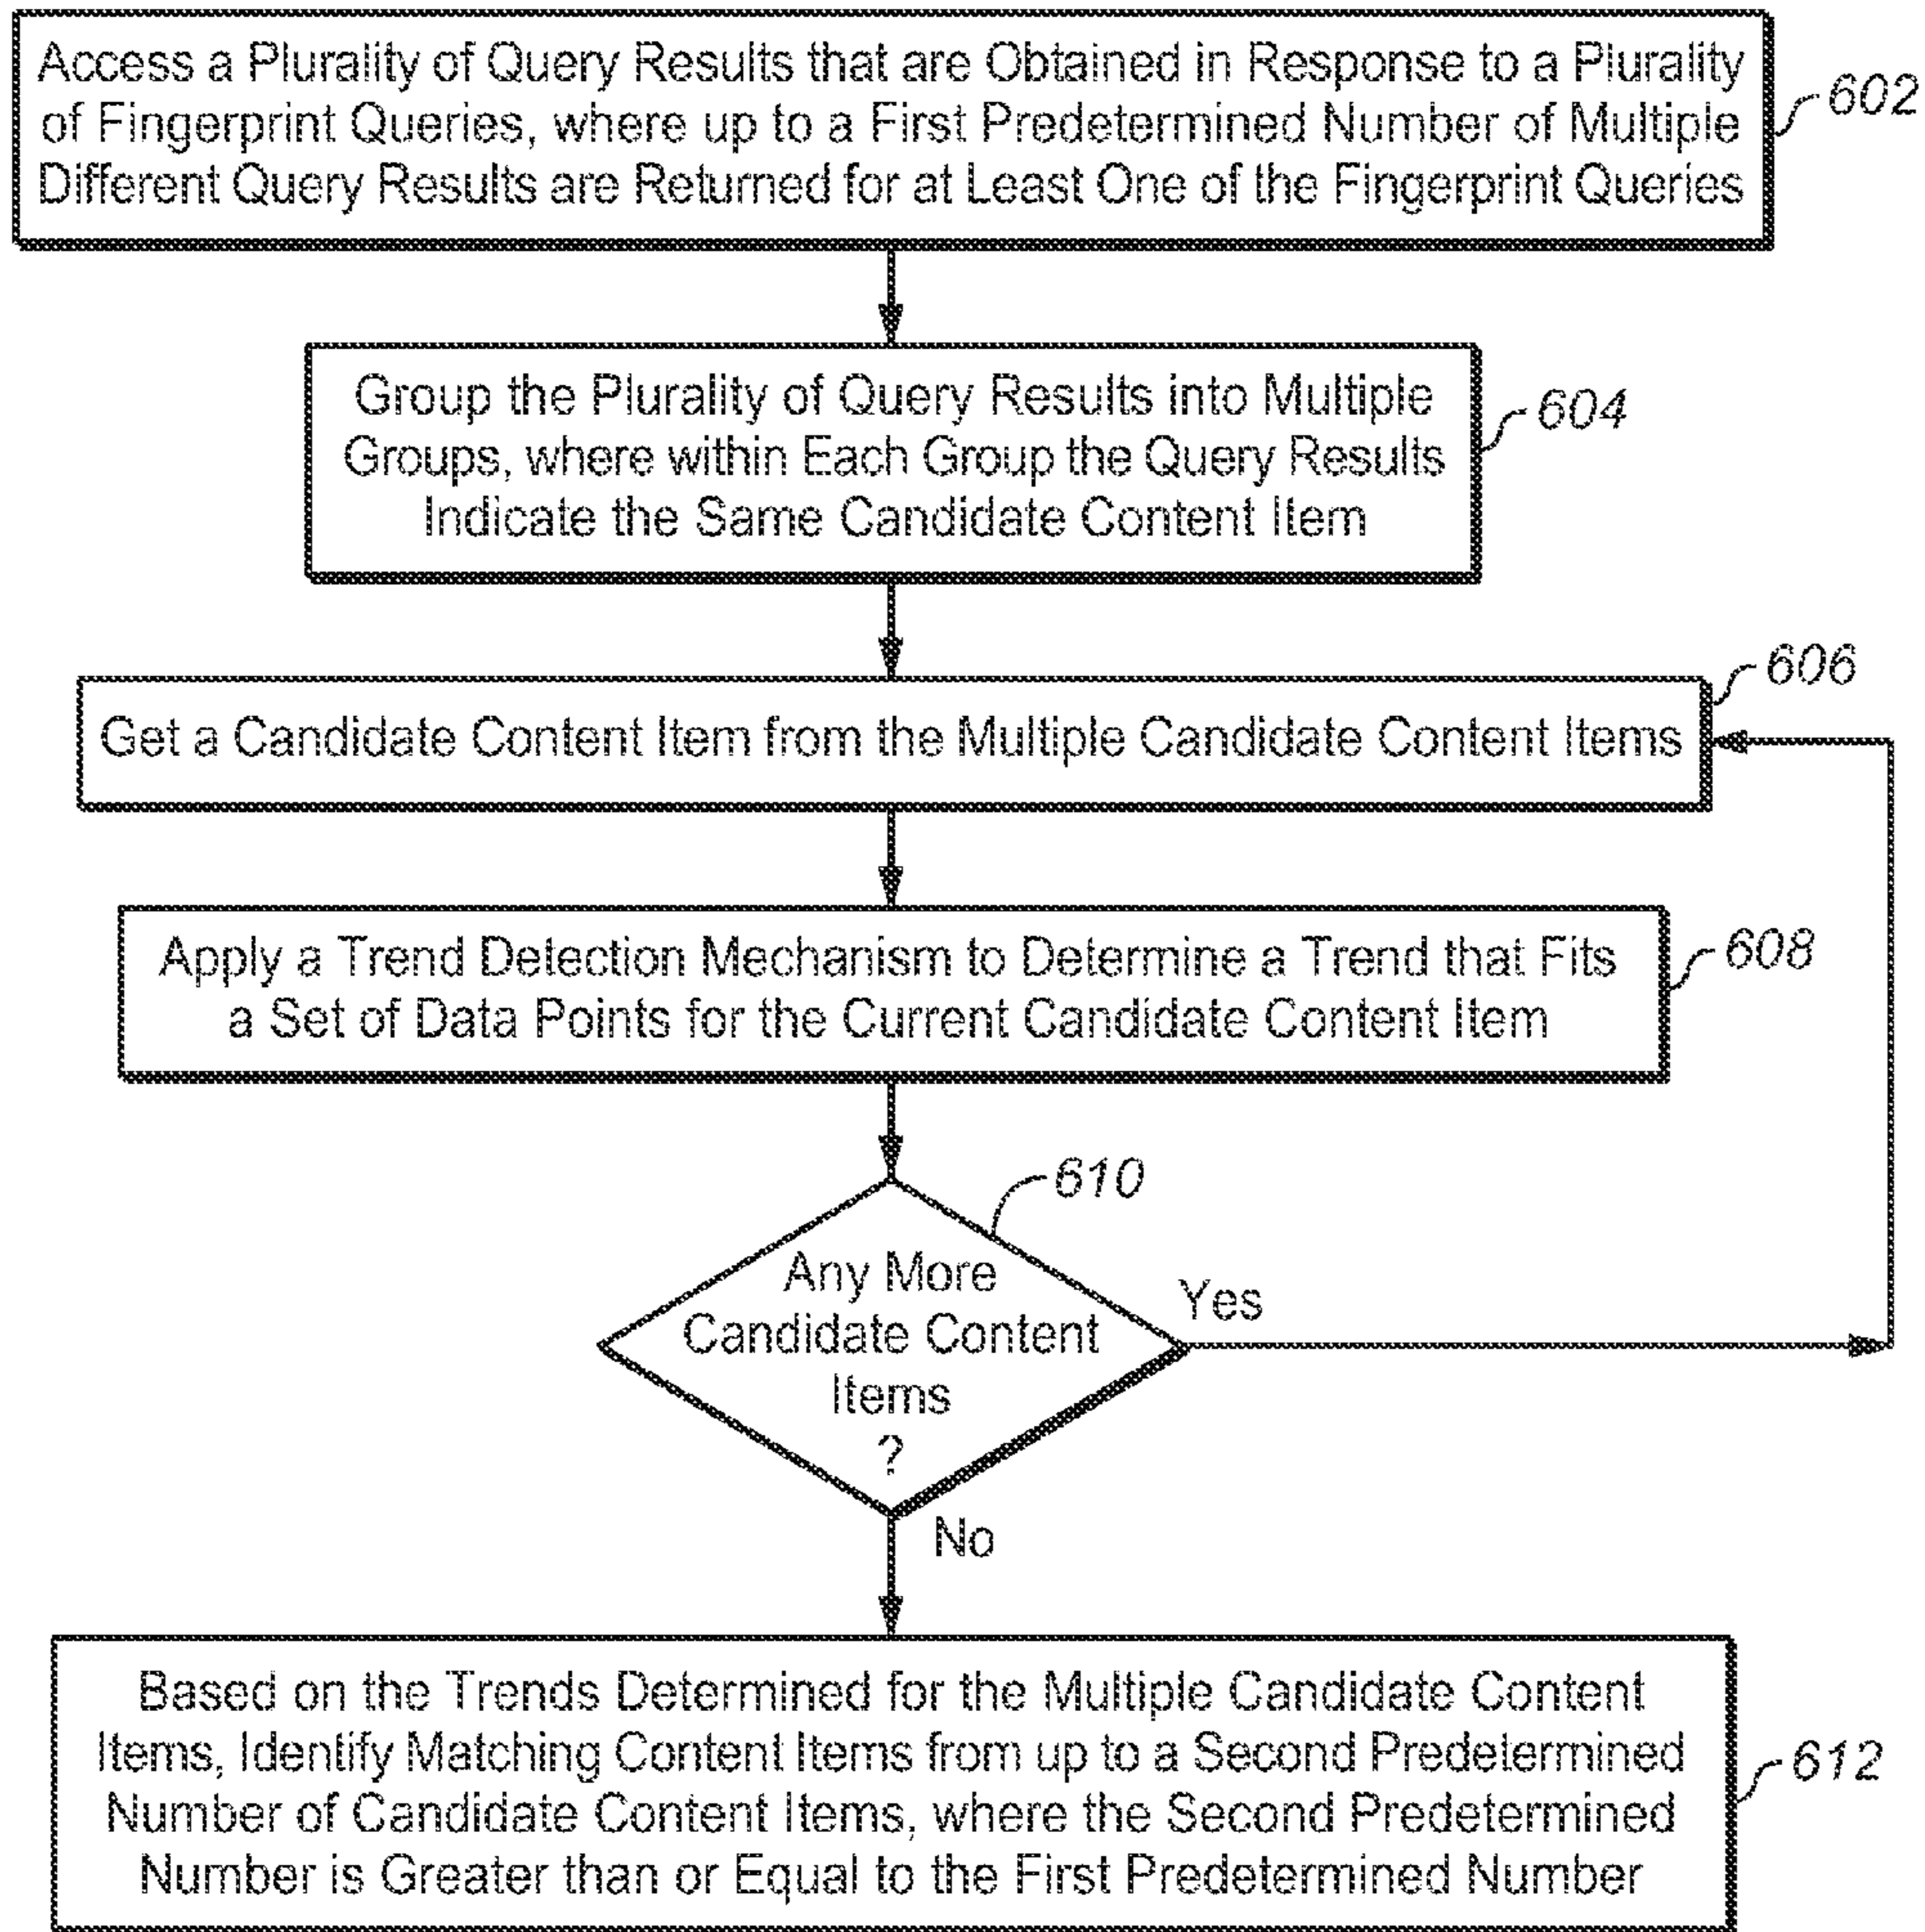 Access a Plurality of Query Results that are Obtained in Response to a Plurality
of Fingerprint Queries, where up to a First Predetermined Number of Multiple
Different Query Results are Returned for at Least One of the Fingerprint Queries
602
Group the Plurality of Query Results into Multiple
Groups, where within Each Group the Query Results
Indicate the Same Candidate Content Item
604
606
Get a Candidate Content Item from the Multiple Candidate Content Items
Apply a Trend Detection Mechanism to Determine a Trend that Fits
a Set of Data Points for the Current Candidate Content Item
608
610
Any More
Candidate Content
Items
?
Yes
No
Based on the Trends Determined for the Multiple Candidate Content
Items, Identify Matching Content Items from up to a Second Predetermined
Number of Candidate Content Items, where the Second Predetermined
Number is Greater than or Equal to the First Predetermined Number
612